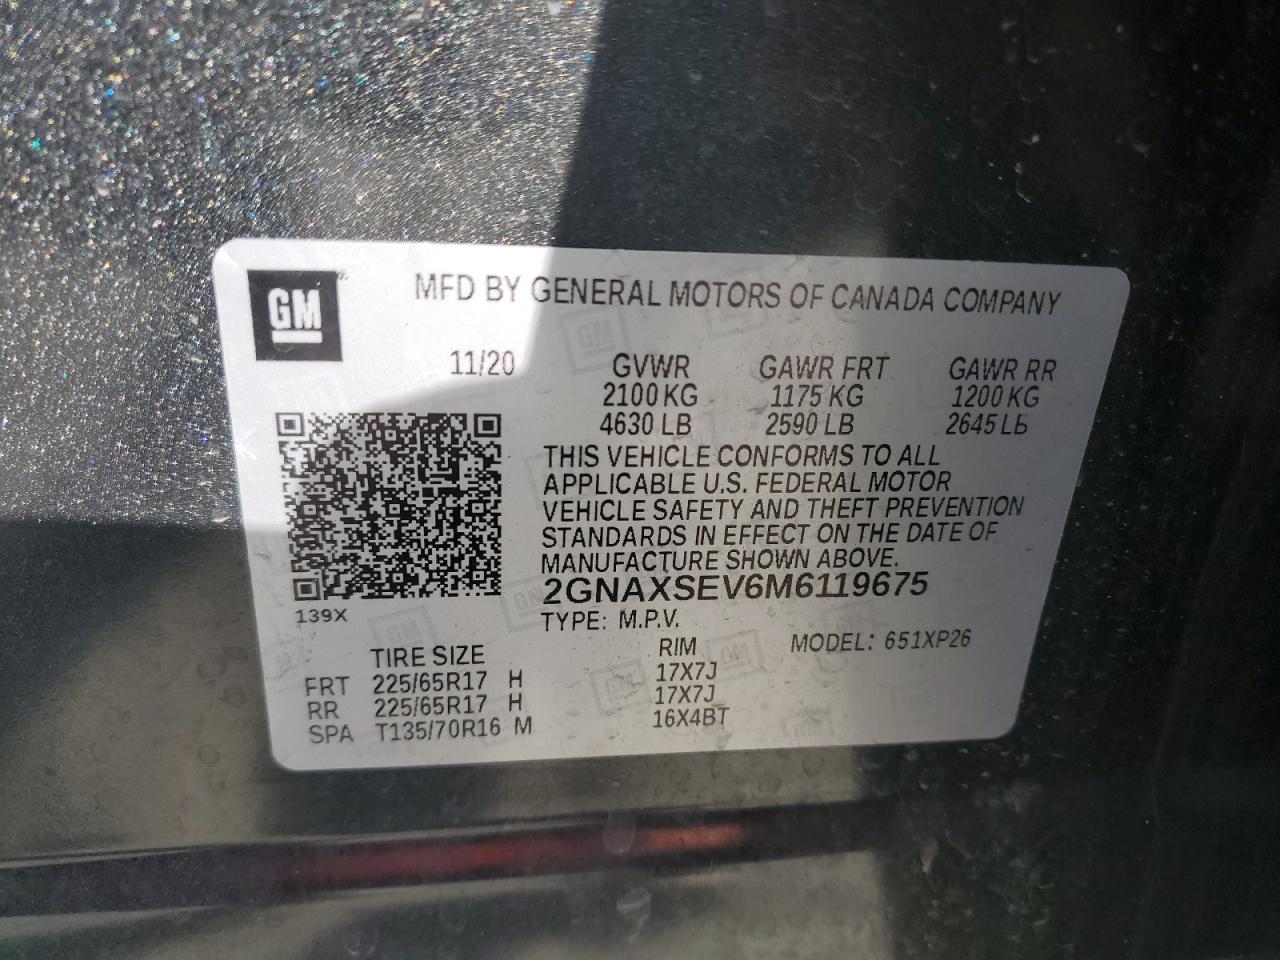 GM
MFD BY GENERAL MOTORS OF CANADA COMPANY
11/20 GVWR GAWR FRT GAWR RR
2100 KG 1175 KG 1200 KG
4630 LB 2590 LB 2645 LB
THIS VEHICLE CONFORMS TO ALL
APPLICABLE U.S. FEDERAL MOTOR
VEHICLE SAFETY AND THEFT PREVENTION
STANDARDS IN EFFECT ON THE DATE OF
MANUFACTURE SHOWN ABOVE.
2GNAXSEV6M6119675
139X
TYPE: M.P.V.
TIRE SIZE RIM MODEL: 651XP26
FRT 225/65R17 H 17X7J
RR 225/65R17 H 17X7J
SPA T135/70R16 M 16X4BT